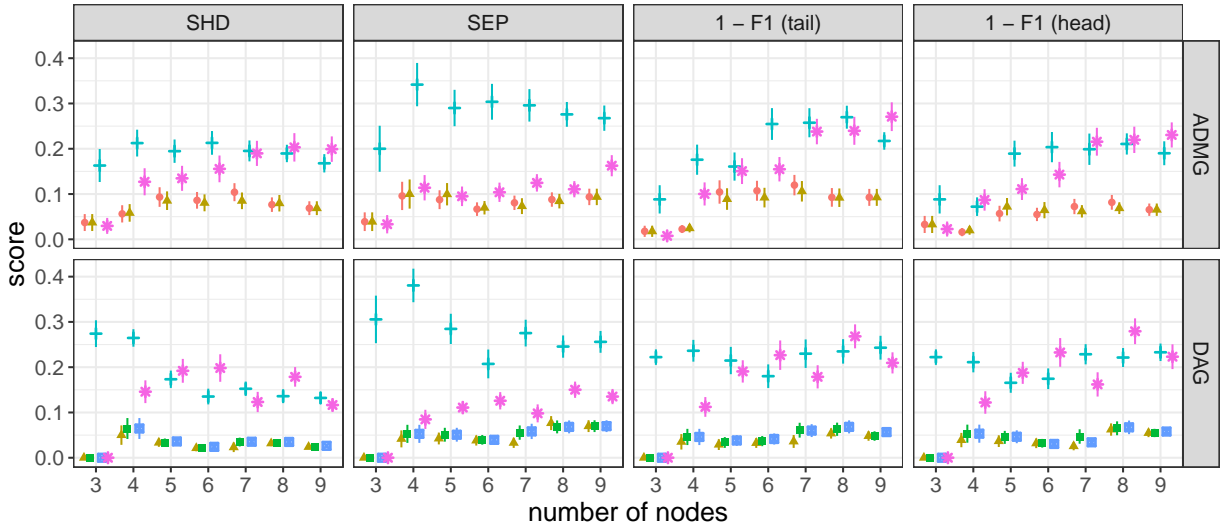 SHD SEP 1 − F1 (tail) 1 − F1 (head)
0.4
0.3
0.2
0.1
0.0
ADMG
score
0.4
0.3
0.2
0.1
0.0
DAG
3 4 5 6 7 8 9 3 4 5 6 7 8 9 3 4 5 6 7 8 9 3 4 5 6 7 8 9
number of nodes